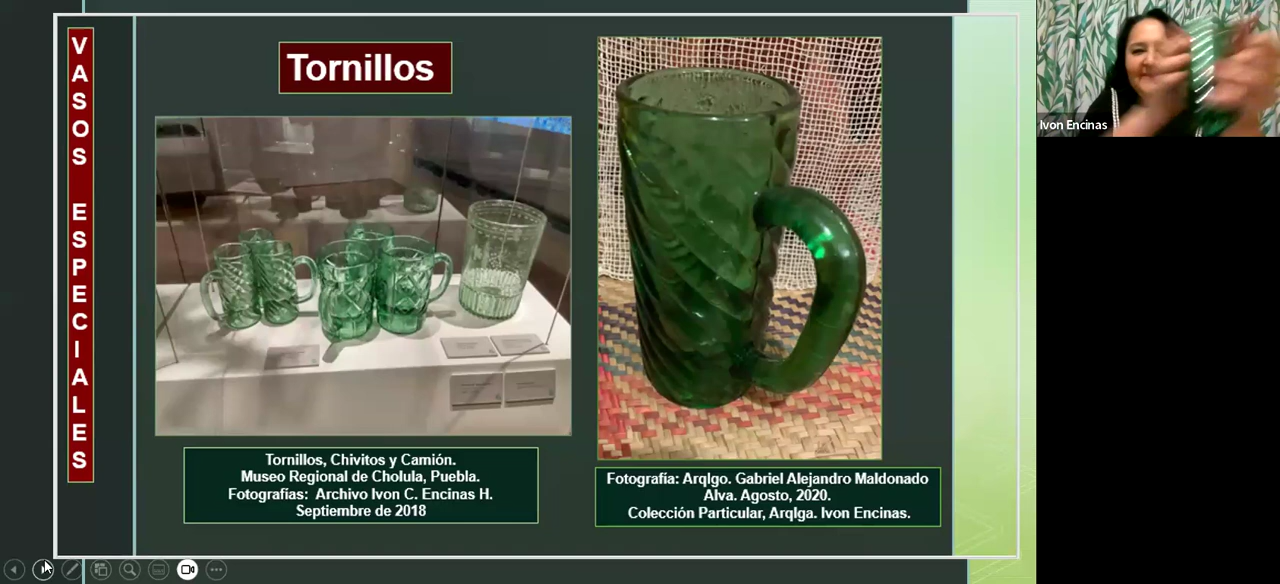 VASOS ESPECIALES
Tornillos
Tornillos, Chivitos y Camión.
Museo Regional de Cholula, Puebla.
Fotografías: Archivo Ivon C. Encinas H.
Septiembre de 2018
Fotografía: Arqlgo. Gabriel Alejandro Maldonado
Alva. Agosto, 2020.
Colección Particular, Arqlga. Ivon Encinas.
Ivon Encinas